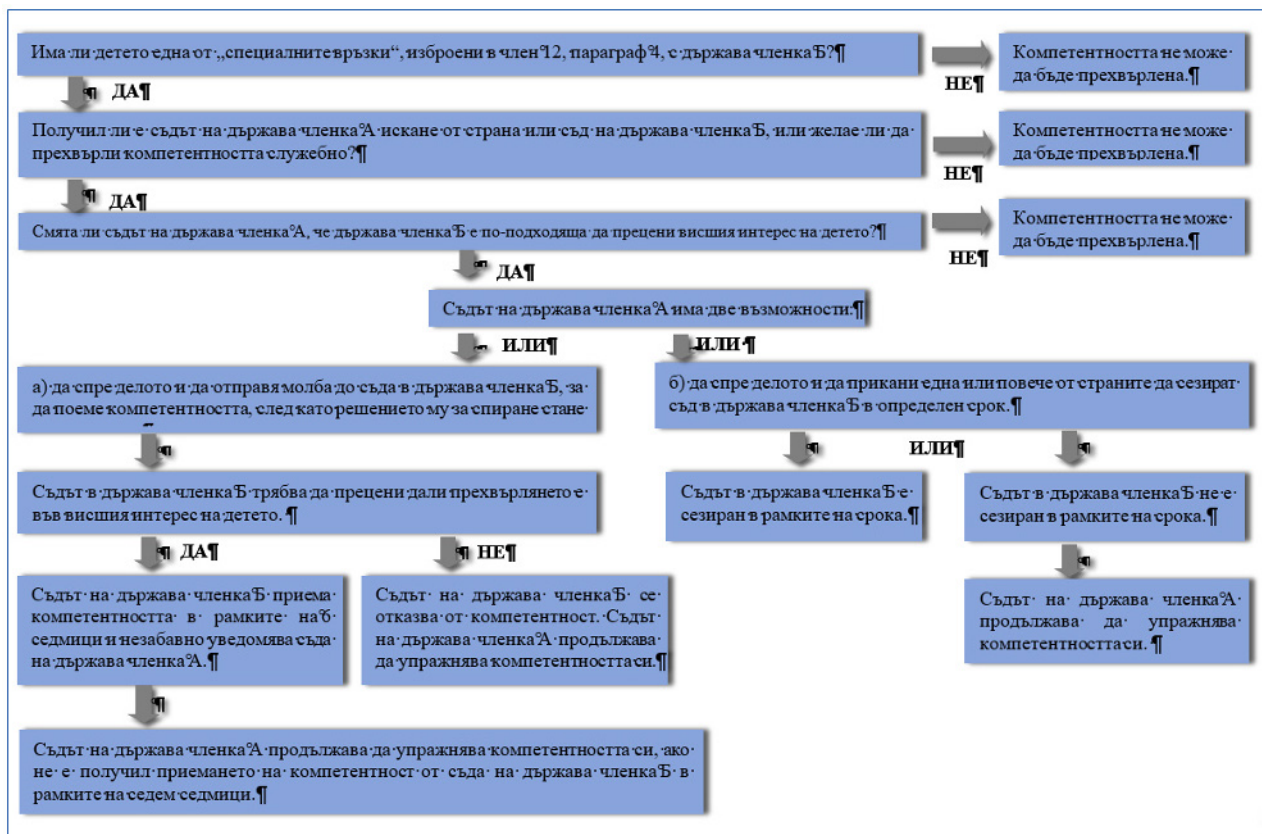 Има ли детето една от „специалните връзки“, изброени в член°12, параграф°4, с държава членка°Б?¶
Компетентността не може
да бъде прехвърлена.¶
¶ ДА¶
НЕ¶
Получил ли е съдът на държава членка°А искане от страна или съд на държава членка°Б, или желае ли да
прехвърли компетентността служебно?¶
Компетентността не може
да бъде прехвърлена.¶
НЕ¶
¶ ДА¶
Смята ли съдът на държава членка°А, че държава членка°Б е по-подходяща да прецени висшия интерес на детето?¶
Компетентността не може
да бъде прехвърлена.¶
¶ ДА¶
НЕ¶
Съдът на държава членка°А има две възможности:¶
¶ ИЛИ¶
ИЛИ ¶
а) да спре делото и да отправя молба до съда в държава членка°Б, за
да поеме компетентността, след като решението му за спиране стане
б) да спре делото и да прикани една или повече от страните да сезират
съд в държава членка°Б в определен срок.¶
¶
¶
ИЛИ¶
¶
Съдът в държава членка°Б трябва да прецени дали прехвърлянето е
във висшия интерес на детето. ¶
Съдът в държава членка°Б е
сезиран в рамките на срока.¶
Съдът в държава членка°Б не е
сезиран в рамките на срока.¶
¶ ДА¶
¶ НЕ¶
¶
Съдът на държава членка°Б приема
компетентността в рамките на°6
седмици и незабавно уведомява съда
на държава членка°А.¶
Съдът на държава членка°Б се
отказва от компетентност. Съдът
на държава членка°А продължава
да упражнява компетентността си.¶
Съдът на държава членка°А
продължава да упражнява
компетентността си. ¶
¶
Съдът на държава членка°А продължава да упражнява компетентността си, ако
не е получил приемането на компетентност от съда на държава членка°Б в
рамките на седем седмици.¶